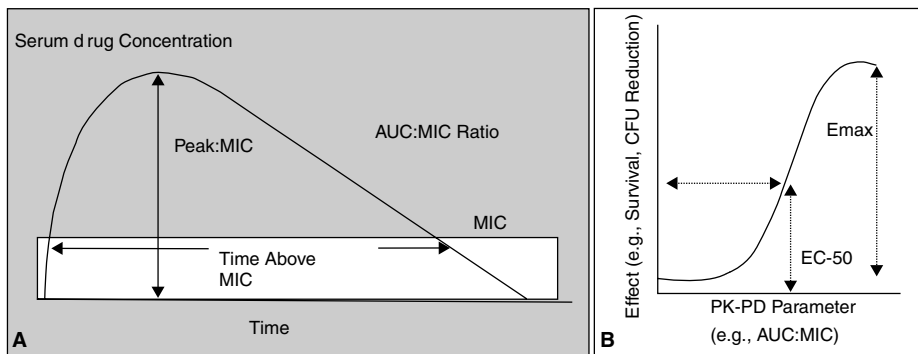 Serum drug Concentration
Peak:MIC
AUC:MIC Ratio
MIC
Time Above
MIC
Time
A
Effect (e.g., Survival, CFU Reduction)
Emax
EC-50
PK-PD Parameter
(e.g., AUC:MIC)
B